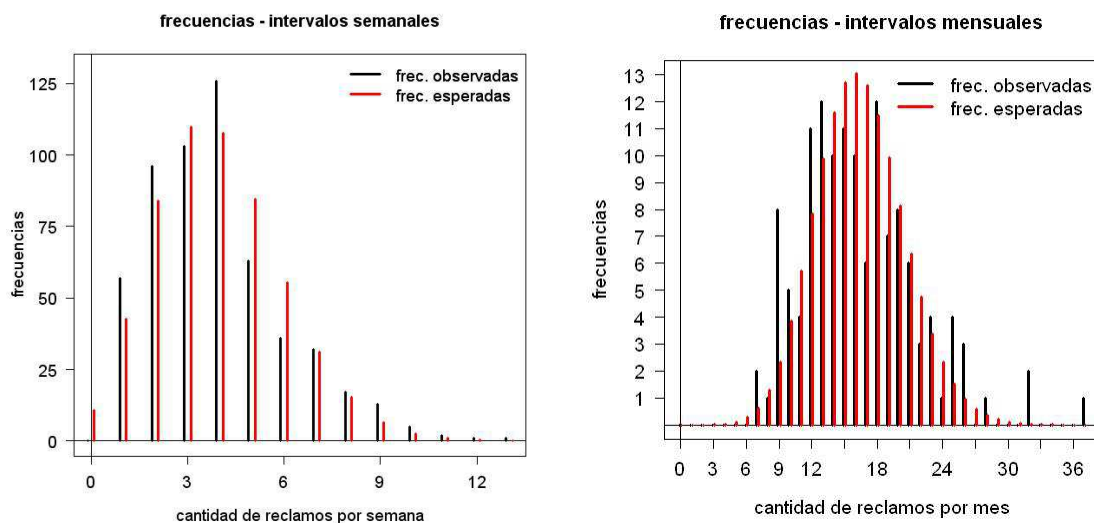 frecuencias - intervalos semanales
frecuencias
125
100
75
50
25
0
frec. observadas
frec. esperadas
0 3 6 9 12
cantidad de reclamos por semana
frecuencias - intervalos mensuales
frecuencias
13
12
11
10
9
8
7
6
5
4
3
2
1
frec. observadas
frec. esperadas
0 3 6 9 12 18 24 30 36
cantidad de reclamos por mes